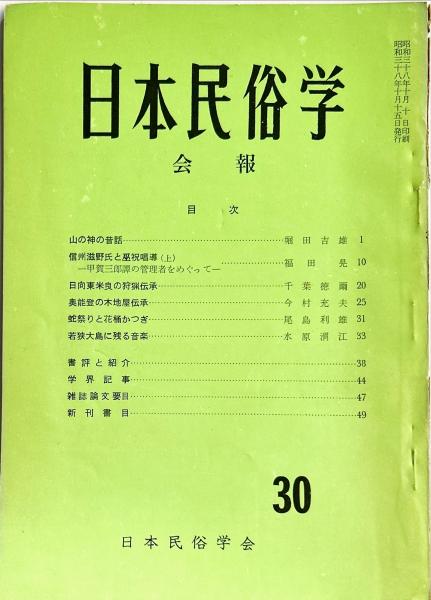 昭和三十八年十月十日印刷
昭和三十八年十月十五日発行
日本民俗学
会報
目次
山の神の昔話……堀田吉雄 1
信州滋野氏と巫祝唱導(上)
―甲賀三郎譚の管理者をめぐって―……福田晃 10
日向東米良の狩猟伝承……千葉徳爾 20
奥能登の木地屋伝承……今村充夫 25
蛇祭りと花桶かつぎ……尾島利雄 31
若狭大島に残る音楽……水原渭江 33
書評と紹介……38
学界記事……44
雑誌論文要目……47
新刊書目……49
30
日本民俗学会